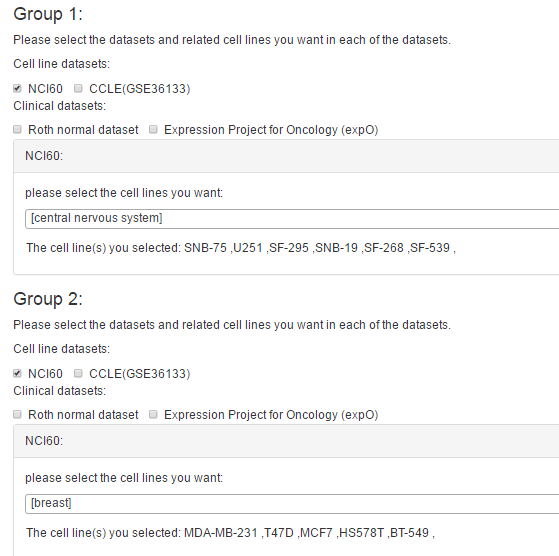 Group 1:
Please select the datasets and related cell lines you want in each of the datasets.
Cell line datasets:
NCI60 CCLE(GSE36133)
Clinical datasets:
Roth normal dataset Expression Project for Oncology (expO)
NCI60:
please select the cell lines you want:
[central nervous system]
The cell line(s) you selected: SNB-75 ,U251 ,SF-295 ,SNB-19 ,SF-268 ,SF-539 ,
Group 2:
Please select the datasets and related cell lines you want in each of the datasets.
Cell line datasets:
NCI60 CCLE(GSE36133)
Clinical datasets:
Roth normal dataset Expression Project for Oncology (expO)
NCI60:
please select the cell lines you want:
[breast]
The cell line(s) you selected: MDA-MB-231 ,T47D ,MCF7 ,HS578T ,BT-549 ,